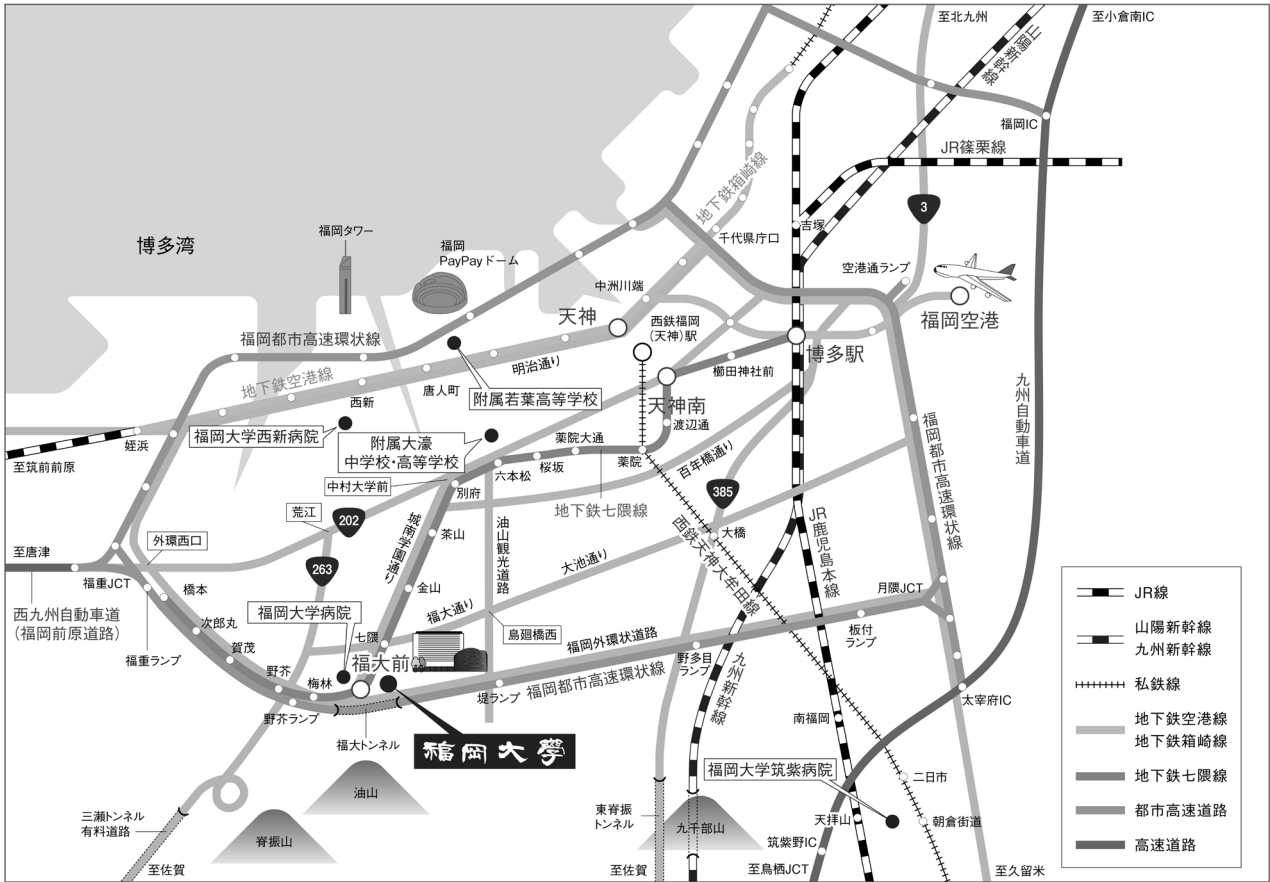 至北九州
至小倉南IC
山陽新幹線
福岡IC
JR篠栗線
地下鉄箱崎線
3
千代県庁口
吉塚
福岡タワー
博多湾
福岡
PayPayドーム
空港通ランプ
中洲川端
天神
西鉄福岡
(天神)駅
福岡空港
福岡都市高速環状線
明治通り
博多駅
櫛田神社前
地下鉄空港線
唐人町
西新
附属若葉高等学校
天神南
渡辺通
九州自動車道
姪浜
至筑前前原
福岡大学西新病院
附属大濠
中学校・高等学校
薬院大通
桜坂
六本松
薬院
百年橋通り
福岡都市高速環状線
中村大学前
別府
地下鉄七隈線
385
荒江
202
城南学園通り
茶山
油山観光道路
大橋
西鉄天神大牟田線
JR鹿児島本線
至唐津
外環西口
263
大池通り
福重JCT
橋本
金山
月隈JCT
西九州自動車道
(福岡前原道路)
福岡大学病院
福大通り
次郎丸
七隈
島廻橋西
福岡外環状道路
板付
ランプ
賀茂
福重ランプ
福大前
野多目
ランプ
野芥
梅林
堤ランプ
福岡都市高速環状線
九州新幹線
太宰府IC
野芥ランプ
福大トンネル
南福岡
福岡大學
福岡大学筑紫病院
二日市
油山
三瀬トンネル
有料道路
東脊振
トンネル
九千部山
天拝山
朝倉街道
脊振山
筑紫野IC
至佐賀
至佐賀
至鳥栖JCT
至久留米
JR線
山陽新幹線
九州新幹線
私鉄線
地下鉄空港線
地下鉄箱崎線
地下鉄七隈線
都市高速道路
高速道路